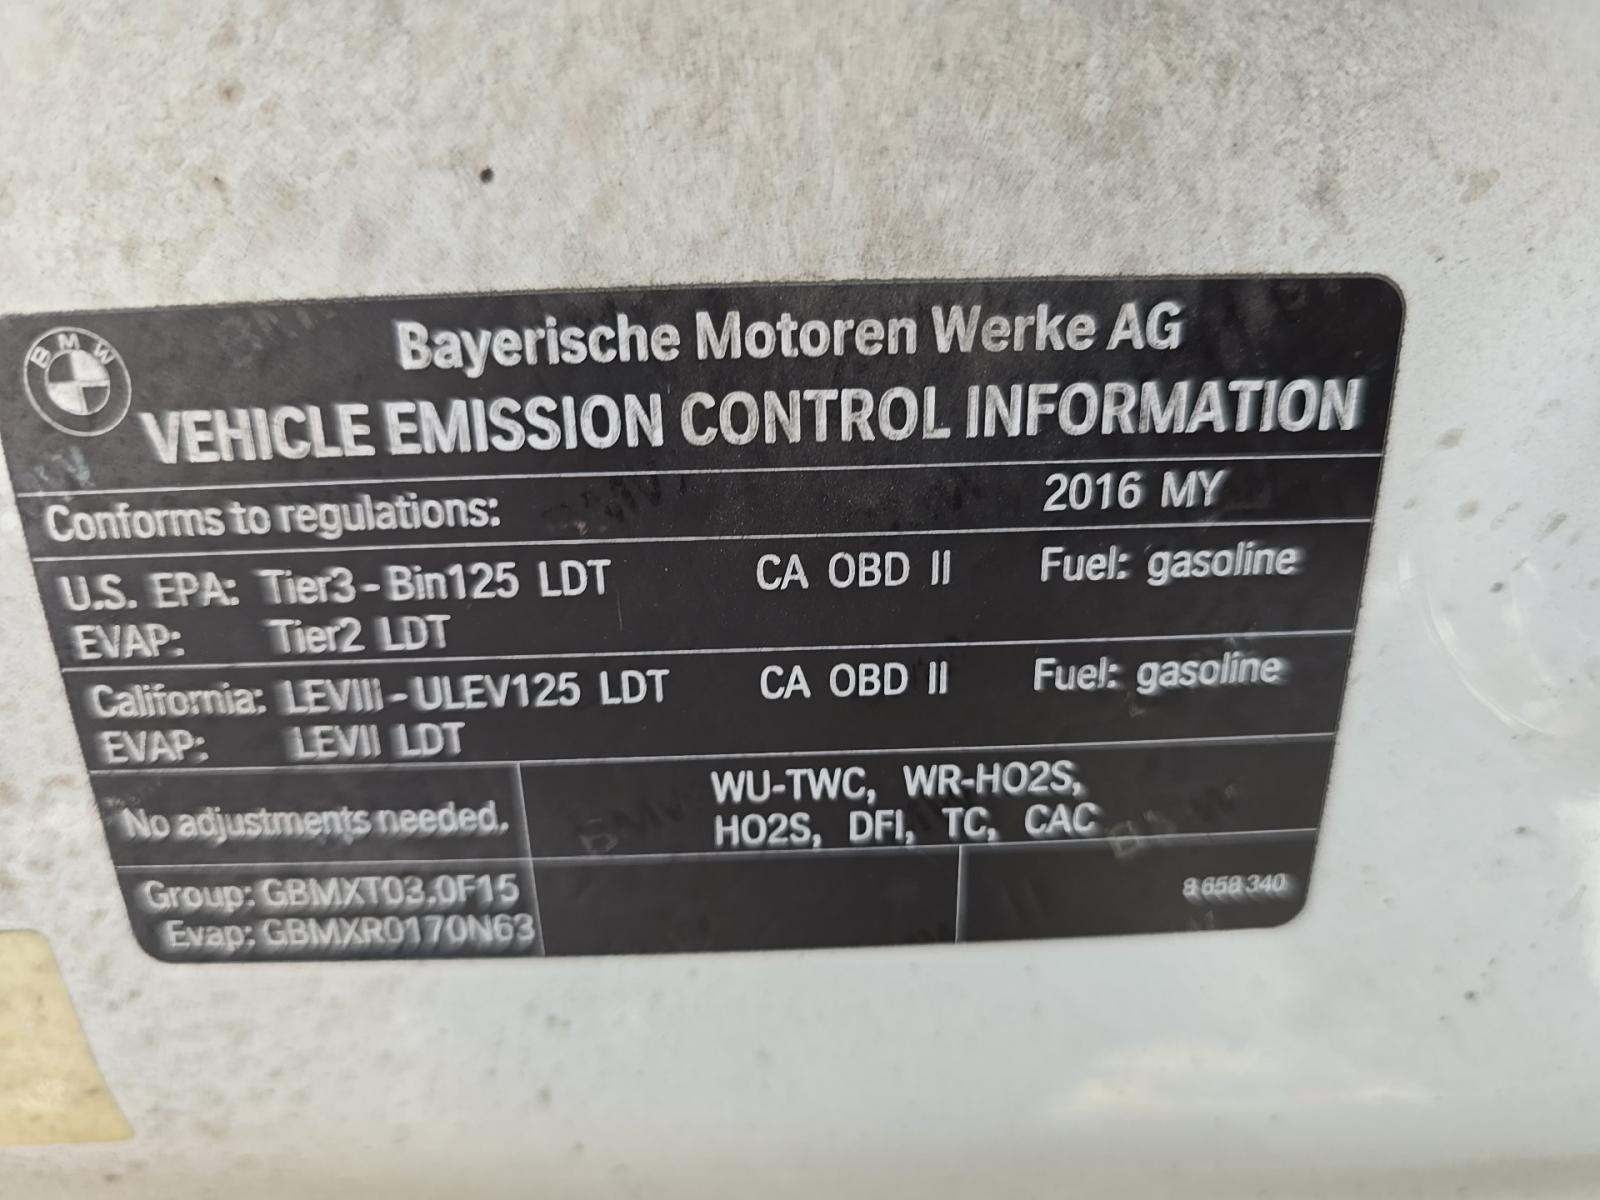 BMW
Bayerische Motoren Werke AG
VEHICLE EMISSION CONTROL INFORMATION
Conforms to regulations: 2016 MY
U.S. EPA: Tier3-Bin125 LDT CA OBD II Fuel: gasoline
EVAP: Tier2 LDT
California: LEVIII-ULEV125 LDT CA OBD II Fuel: gasoline
EVAP: LEVII LDT
No adjustments needed.
WU-TWC, WR-HO2S,
HO2S, DFI, TC, CAC
Group: GBMXT03.0F15
Evap: GBMXR0170N63
8 658 340